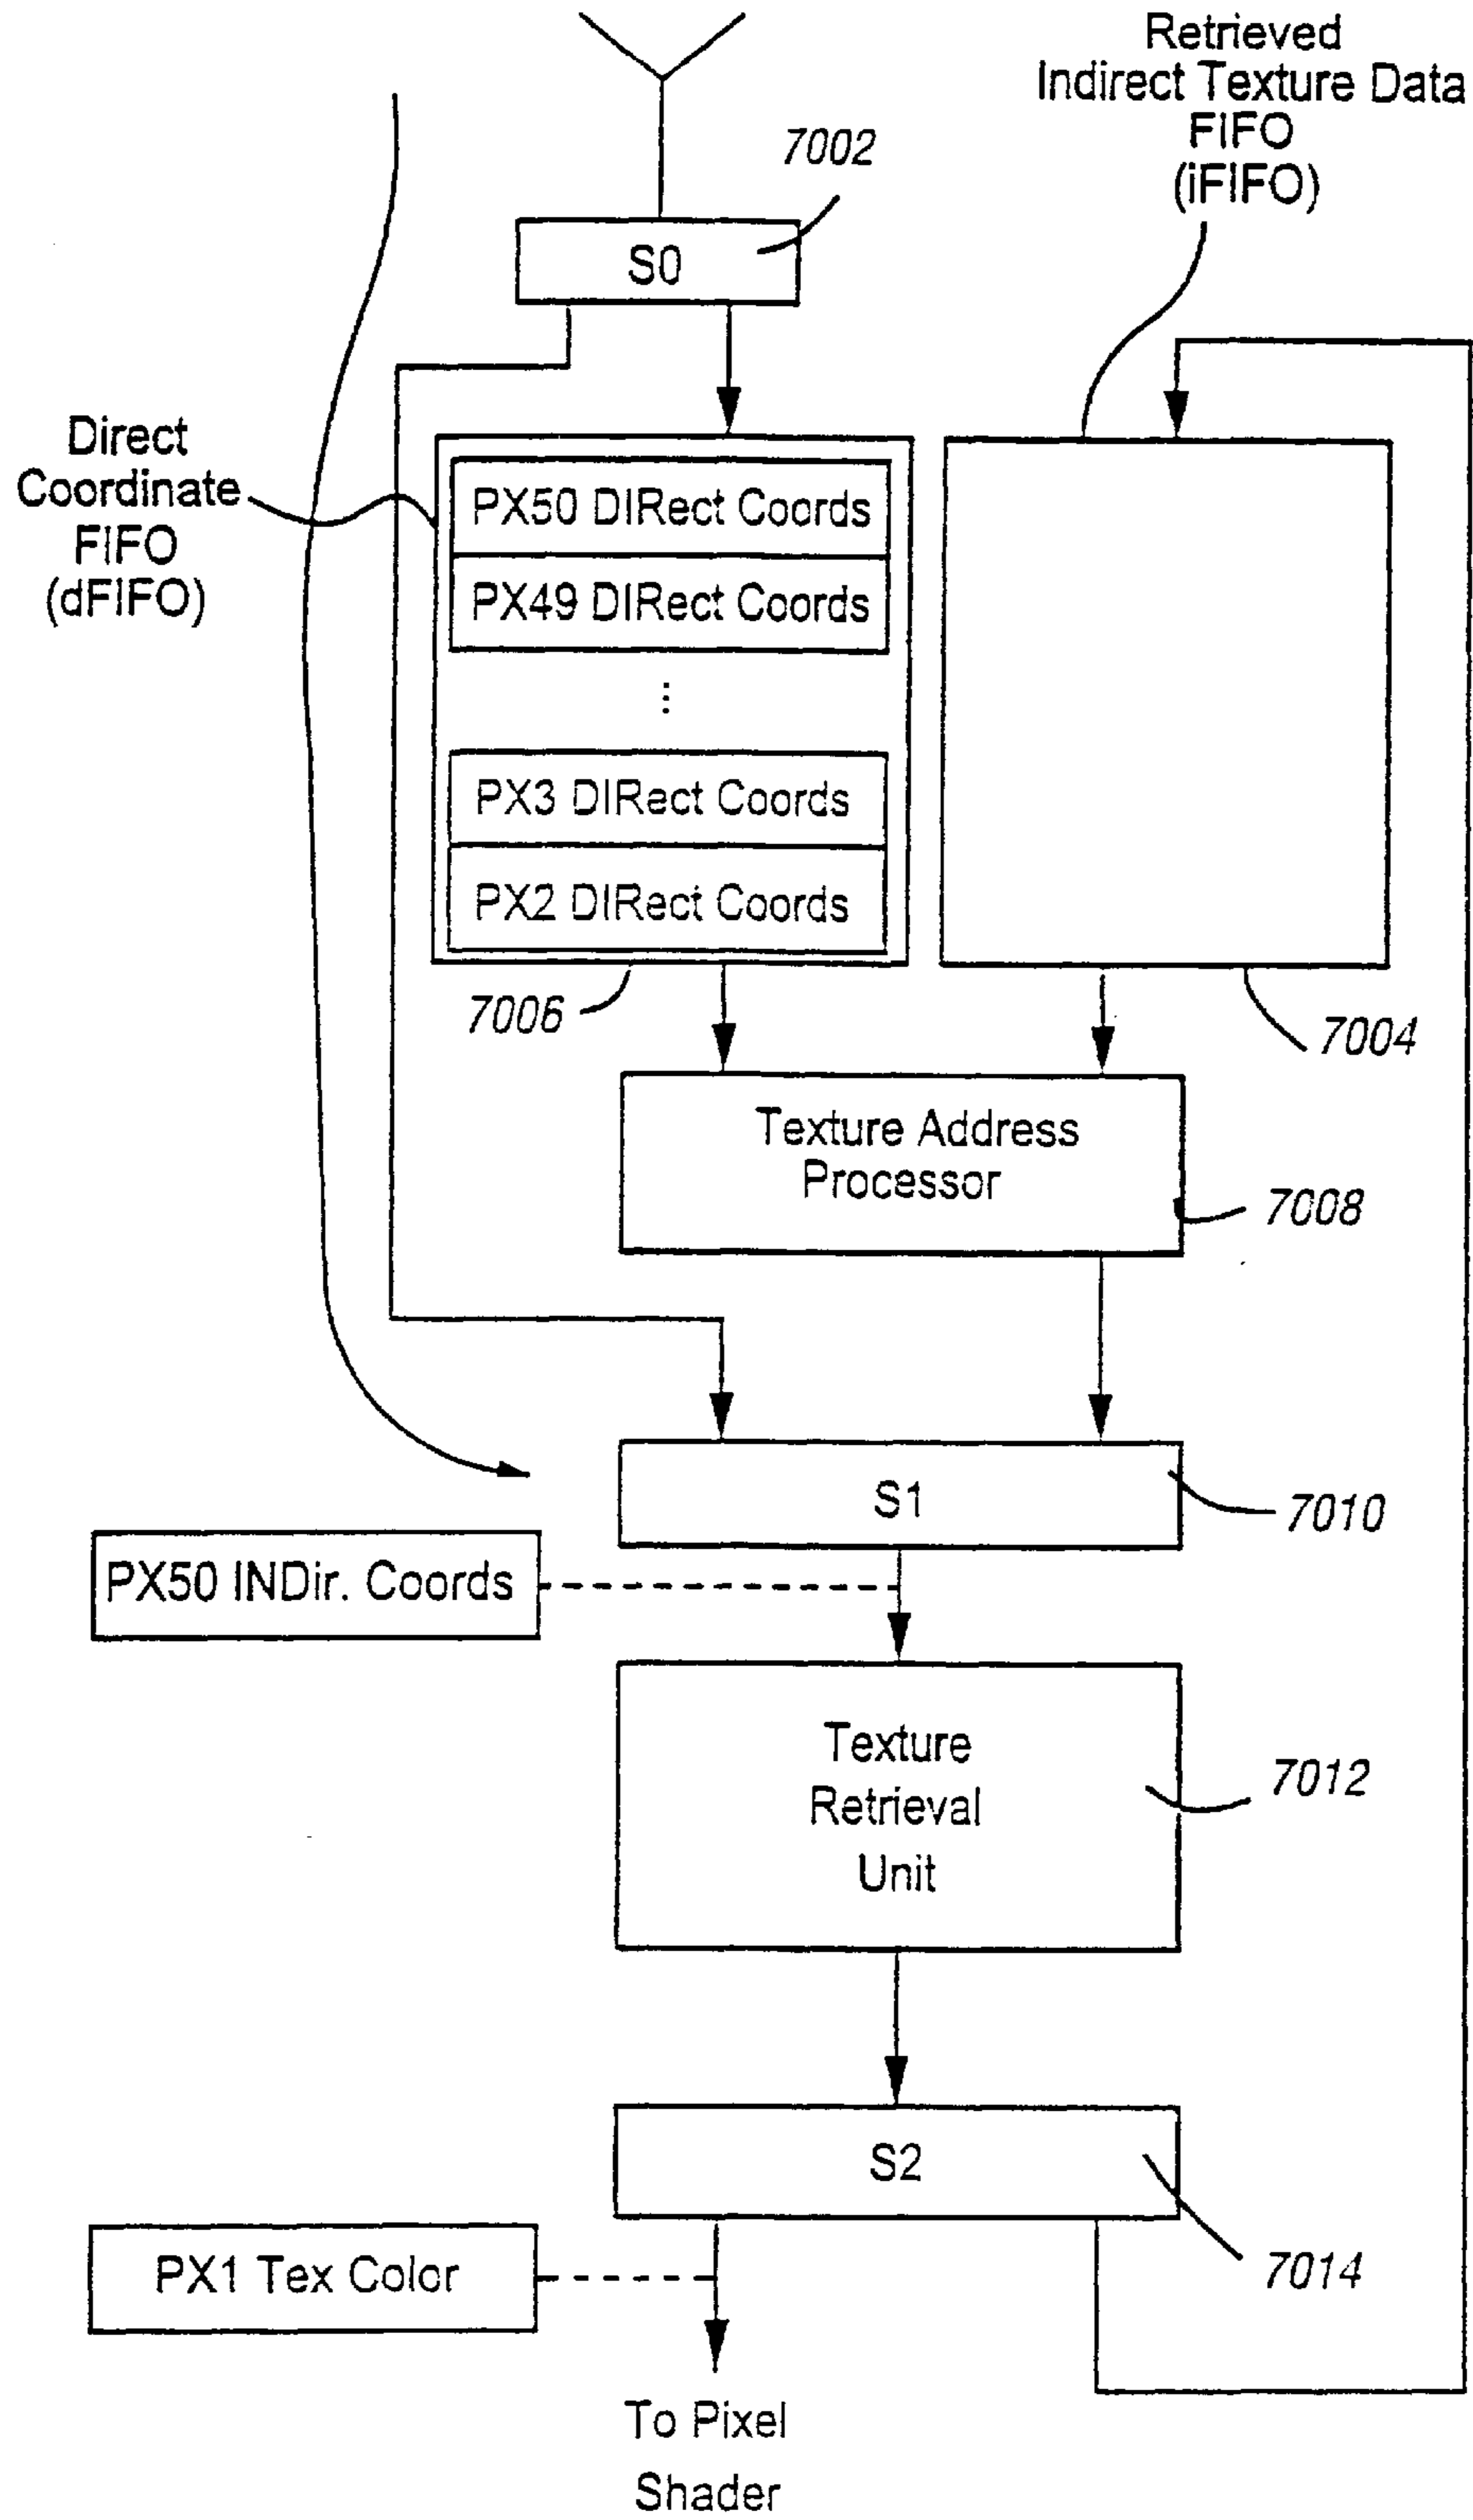 Retrieved
Indirect Texture Data
FIFO
(iFIFO)
7002
S0
Direct
Coordinate
FIFO
(dFIFO)
PX50 DIRect Coords
PX49 DIRect Coords
⋮
PX3 DIRect Coords
PX2 DIRect Coords
7006
7004
Texture Address
Processor
7008
S1
7010
PX50 INDir. Coords
Texture
Retrieval
Unit
7012
S2
7014
PX1 Tex Color
To Pixel
Shader